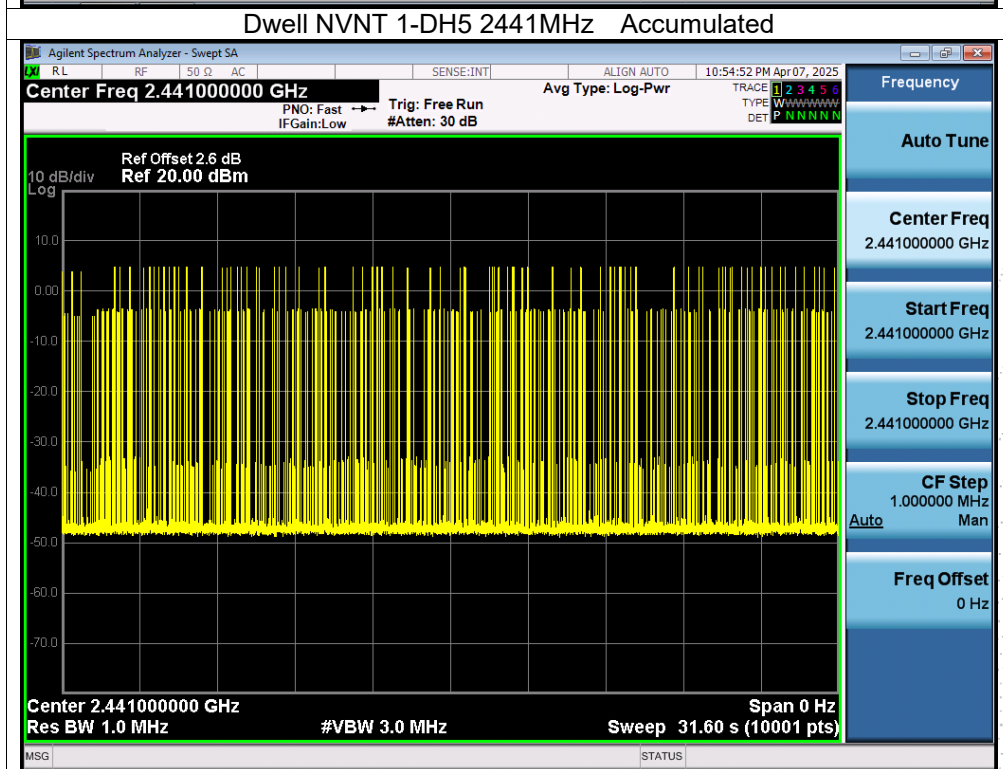 Dwell NVNT 1-DH5 2441MHz Accumulated
Agilent Spectrum Analyzer - Swept SA
LXI RL RF 50 Ω AC SENSE:INT ALIGN AUTO 10:54:52 PM Apr 07, 2025
Center Freq 2.441000000 GHz
PNO: Fast
IFGain:Low
Trig: Free Run
#Atten: 30 dB
Avg Type: Log-Pwr
TRACE 1 2 3 4 5 6
TYPE WWWWWW
DET P N N N N N
Ref Offset 2.6 dB
10 dB/div Ref 20.00 dBm
Log
10.0
0.00
-10.0
-20.0
-30.0
-40.0
-50.0
-60.0
-70.0
Center 2.441000000 GHz Span 0 Hz
Res BW 1.0 MHz #VBW 3.0 MHz Sweep 31.60 s (10001 pts)
MSG STATUS
Frequency
Auto Tune
Center Freq
2.441000000 GHz
Start Freq
2.441000000 GHz
Stop Freq
2.441000000 GHz
CF Step
1.000000 MHz
Auto Man
Freq Offset
0 Hz